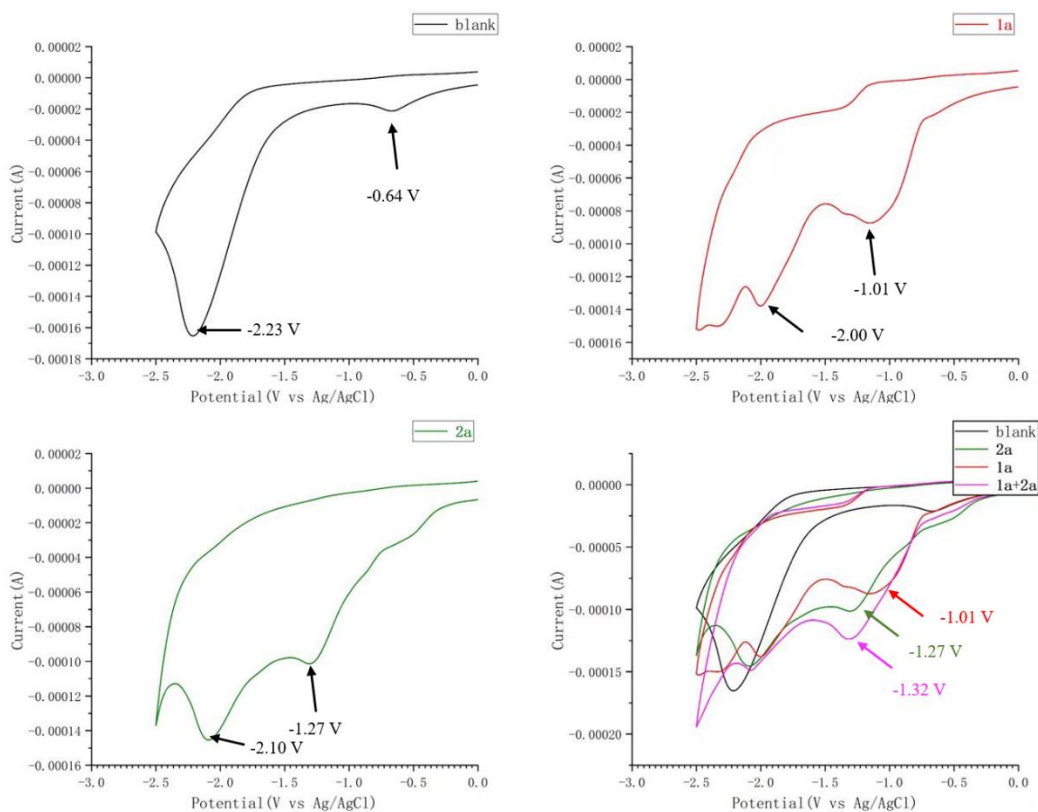 blank
0.00002
0.00000
-0.00002
-0.00004
-0.00006
-0.00008
-0.00010
-0.00012
-0.00014
-0.00016
-0.00018
Current(A)
-0.64 V
-2.23 V
-3.0 -2.5 -2.0 -1.5 -1.0 -0.5 0.0
Potential(V vs Ag/AgCl)
1a
0.00002
0.00000
-0.00002
-0.00004
-0.00006
-0.00008
-0.00010
-0.00012
-0.00014
-0.00016
Current(A)
-1.01 V
-2.00 V
-3.0 -2.5 -2.0 -1.5 -1.0 -0.5 0.0
Potential(V vs Ag/AgCl)
2a
0.00002
0.00000
-0.00002
-0.00004
-0.00006
-0.00008
-0.00010
-0.00012
-0.00014
-0.00016
Current(A)
-1.27 V
-2.10 V
-3.0 -2.5 -2.0 -1.5 -1.0 -0.5 0.0
Potential(V vs Ag/AgCl)
blank
2a
1a
1a+2a
0.00000
-0.00005
-0.00010
-0.00015
-0.00020
Current(A)
-1.01 V
-1.27 V
-1.32 V
-3.0 -2.5 -2.0 -1.5 -1.0 -0.5 0.0
Potential(V vs Ag/AgCl)